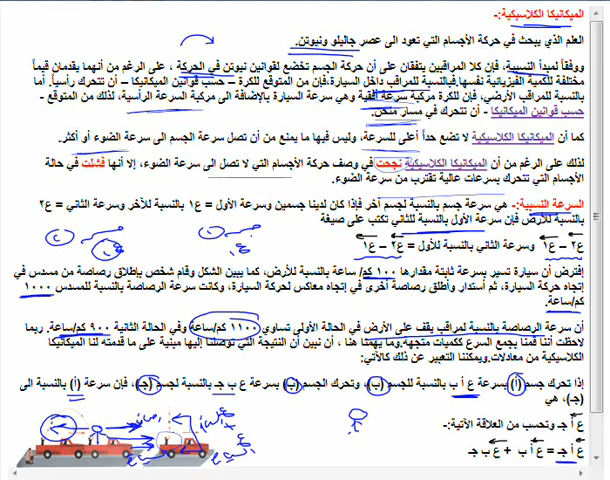 الميكانيكا الكلاسيكية:-
العلم الذي يبحث في حركة الأجسام التي تعود الى عصر جاليلو ونيوتن.
ووفقاً لمبدأ النسبية، فإن كلا المراقبين يتفقان على أن حركة الجسم تخضع لقوانين نيوتن في الحركة ، على الرغم من أنهما يقدمان قيماً
مختلفة للكمية الفيزيائية نفسها.فبالنسبة للمراقب داخل السيارة، فإن من المتوقع للكرة – حسب قوانين الميكانيكا – أن تتحرك رأسياً. أما
بالنسبة للمراقب الأرضي، فإن للكرة مركبة سرعة أفقية وهي سرعة السيارة بالإضافة الى مركبة السرعة الرأسية، لذلك من المتوقع -
حسب قوانين الميكانيكا - أن تتحرك في مسار منحن.
كما أن الميكانيكا الكلاسيكية لا تضع حداً أعلى للسرعة، وليس فيها ما يمنع من أن تصل سرعة الجسم الى سرعة الضوء أو أكثر.
لذلك على الرغم من أن الميكانيكا الكلاسيكية نجحت في وصف حركة الأجسام التي لا تصل الى سرعة الضوء، إلا أنها فشلت في حالة
الأجسام التي تتحرك بسرعات عالية تقترب من سرعة الضوء.
السرعة النسبية:- هي سرعة جسم بالنسبة لجسم آخر فإذا كان لدينا جسمين وسرعة الأول = ع١ بالنسبة للآخر وسرعة الثاني = ع٢
بالنسبة للأرض فإن سرعة الأول بالنسبة للثاني تكتب على صيغة
ع٢ – ع١ وسرعة الثاني بالنسبة للأول = ع٢ – ع١
إفترض أن سيارة تسير بسرعة ثابتة مقدارها ١٠٠ كم/ ساعة بالنسبة للأرض، كما يبين الشكل وقام شخص بإطلاق رصاصة من مسدس في
إتجاه حركة السيارة، ثم أستدار وأطلق رصاصة أخرى في إتجاه معاكس لحركة السيارة، وكانت سرعة الرصاصة بالنسبة للمسدس ١٠٠٠
كم/ساعة.
أن سرعة الرصاصة بالنسبة لمراقب يقف على الأرض في الحالة الأولى تساوي ١١٠٠ كم/ساعة وفي الحالة الثانية ٩٠٠ كم/ساعة. ربما
لاحظت أننا قمنا بجمع السرع ككميات متجهة.وما يهمنا هنا ، أن نبين أن النتيجة التي توصلنا إليها مبنية على ما قدمته لنا الميكانيكا
الكلاسيكية من معادلات.ويمكننا التعبير عن ذلك كالآتي:
إذا تحرك جسم (أ) بسرعة ع أ ب بالنسبة للجسم (ب)، وتحرك الجسم (ب) بسرعة ع ب جـ بالنسبة لجسم (جـ)، فإن سرعة (أ) بالنسبة الى
(جـ)، هي
ع أ جـ وتحسب من العلاقة الآتية:-
ع أ جـ = ع أ ب + ع ب جـ